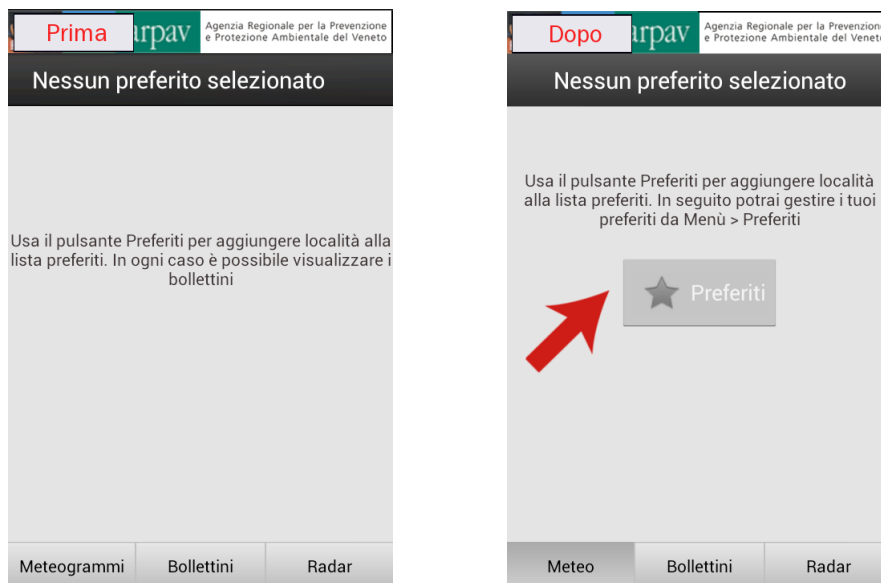 Prima
arpav
Agenzia Regionale per la Prevenzione
e Protezione Ambientale del Veneto
Nessun preferito selezionato
Usa il pulsante Preferiti per aggiungere località alla
lista preferiti. In ogni caso è possibile visualizzare i
bollettini
Meteogrammi
Bollettini
Radar
Dopo
arpav
Agenzia Regionale per la Prevenzione
e Protezione Ambientale del Veneto
Nessun preferito selezionato
Usa il pulsante Preferiti per aggiungere località
alla lista preferiti. In seguito potrai gestire i tuoi
preferiti da Menù > Preferiti
Preferiti
Meteo
Bollettini
Radar